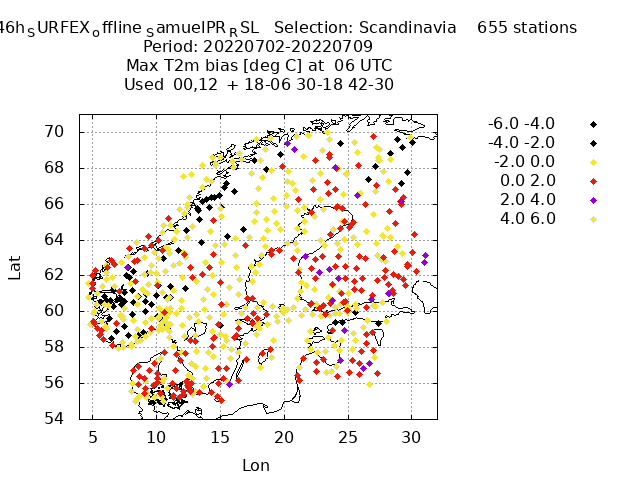 46h_SURFEX_offline_SamuelPR_RSL Selection: Scandinavia 655 stations
Period: 20220702-20220709
Max T2m bias [deg C] at 06 UTC
Used 00,12 + 18-06 30-18 42-30
70
68
66
64
62
60
58
56
54
5 10 15 20 25 30
Lat
Lon
-6.0 -4.0
-4.0 -2.0
-2.0 0.0
0.0 2.0
2.0 4.0
4.0 6.0